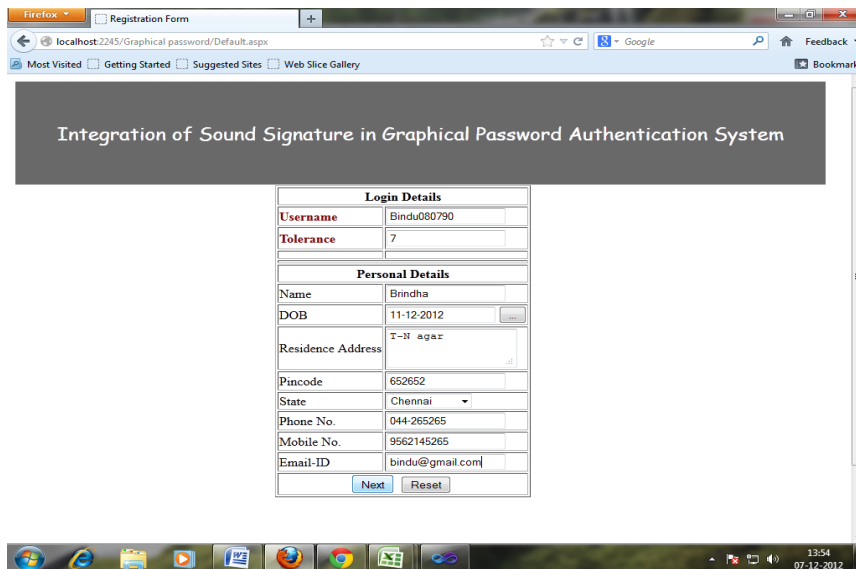 Firefox
Registration Form
+
localhost:2245/Graphical password/Default.aspx
Google
Feedback
Most Visited Getting Started Suggested Sites Web Slice Gallery
Bookmark
Integration of Sound Signature in Graphical Password Authentication System
Login Details
Username Bindu080790
Tolerance 7
Personal Details
Name Brindha
DOB 11-12-2012 ...
Residence Address T-N agar
Pincode 652652
State Chennai
Phone No. 044-265265
Mobile No. 9562145265
Email-ID bindu@gmail.com
Next Reset
13:54
07-12-2012